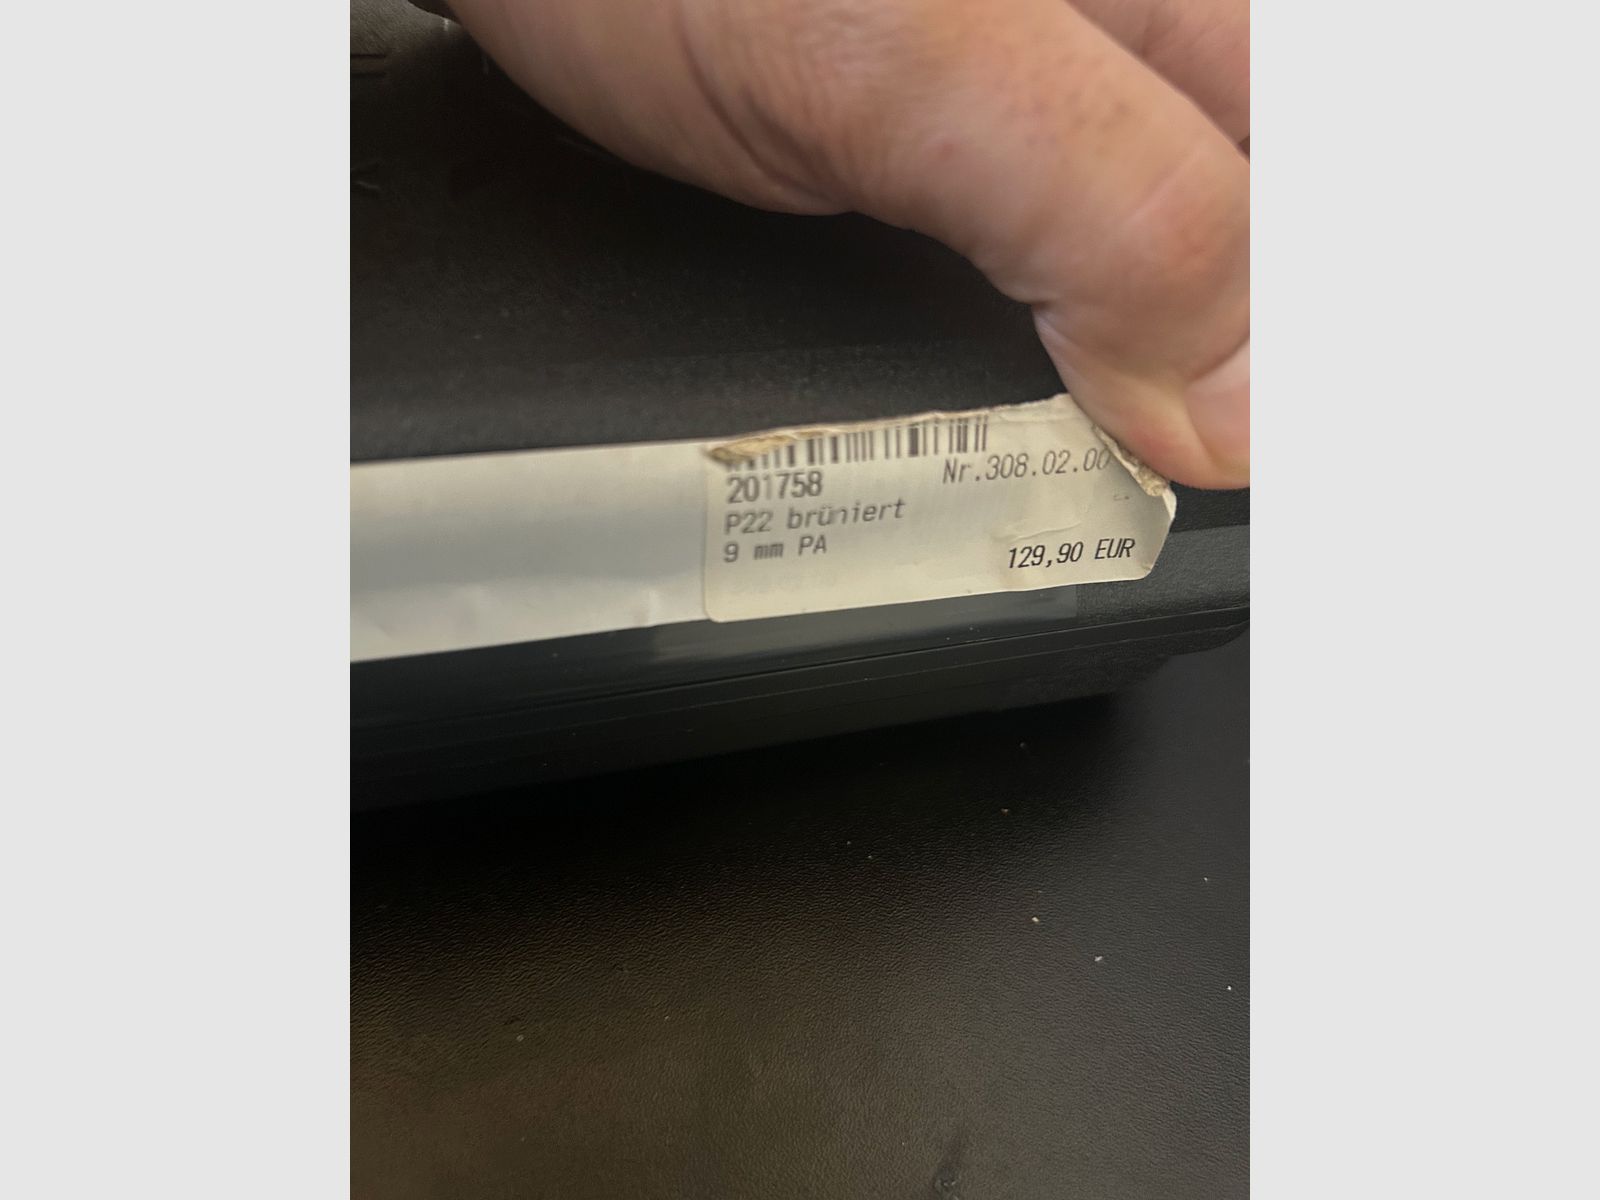 201758 Nr.308.02.00
P22 brüniert
9 mm PA 129,90 EUR